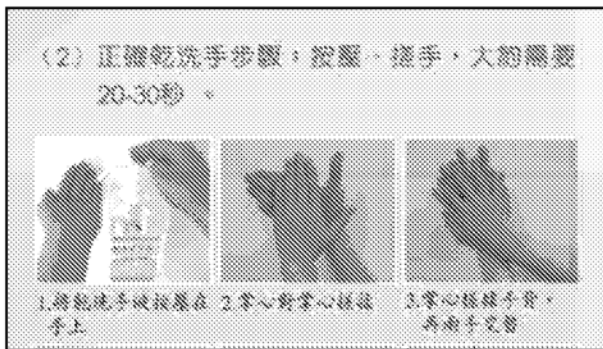 (2) 正確乾洗手步驟：按壓、搓手，大約需要
20-30秒 。
1.將乾洗手液按壓在
手上
2.掌心對掌心搓揉
3.掌心搓揉手背，
再兩手交替